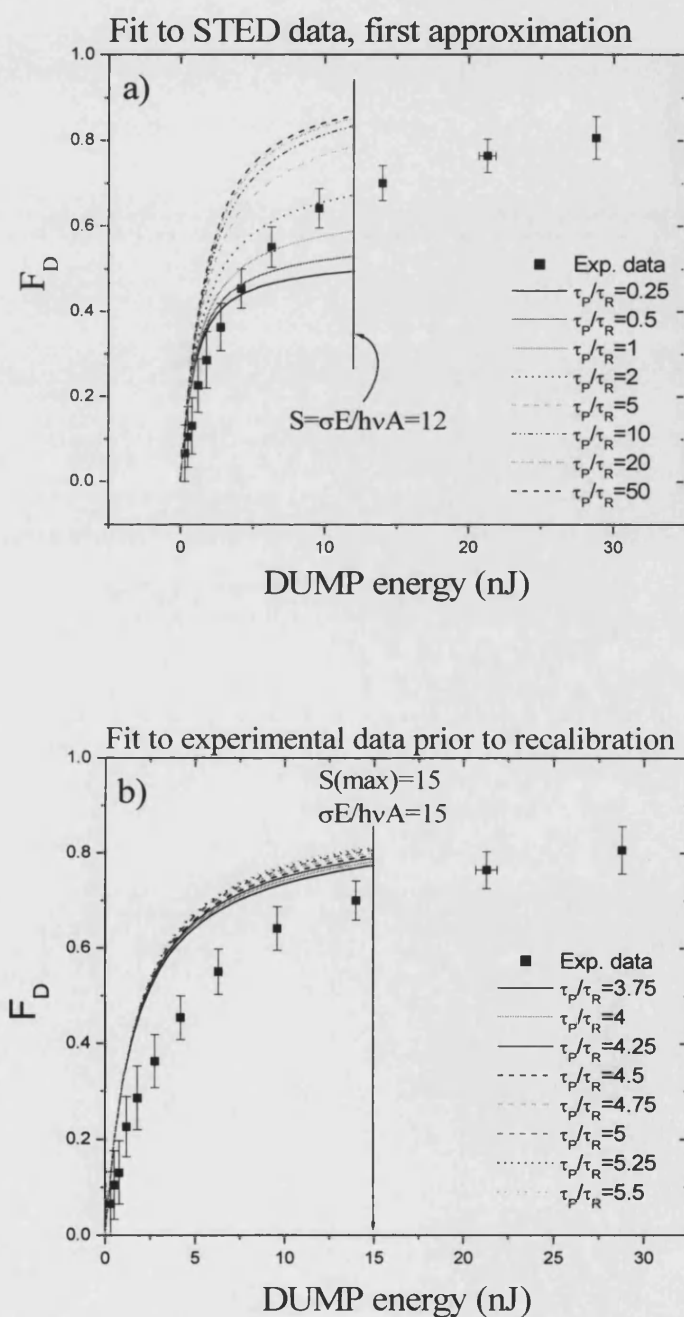 Fit to STED data, first approximation
a)
1.0
0.8
0.6
0.4
0.2
0.0
F_D
S=σE/hνA=12
Exp. data
τ_P/τ_R=0.25
τ_P/τ_R=0.5
τ_P/τ_R=1
τ_P/τ_R=2
τ_P/τ_R=5
τ_P/τ_R=10
τ_P/τ_R=20
τ_P/τ_R=50
0 10 20 30
DUMP energy (nJ)
Fit to experimental data prior to recalibration
b)
S(max)=15
σE/hνA=15
1.0
0.8
0.6
0.4
0.2
0.0
F_D
Exp. data
τ_P/τ_R=3.75
τ_P/τ_R=4
τ_P/τ_R=4.25
τ_P/τ_R=4.5
τ_P/τ_R=4.75
τ_P/τ_R=5
τ_P/τ_R=5.25
τ_P/τ_R=5.5
0 5 10 15 20 25 30
DUMP energy (nJ)